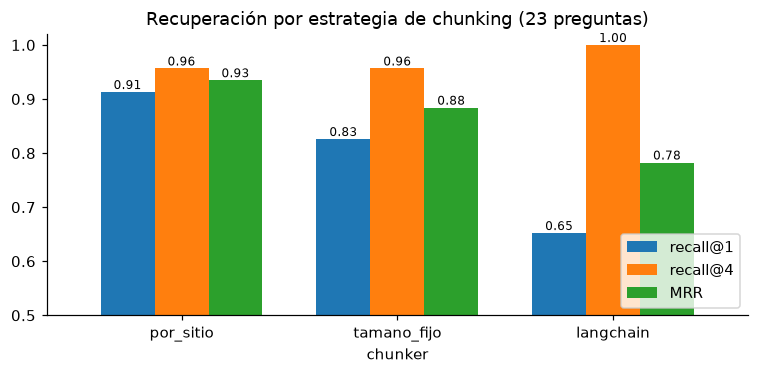 Recuperación por estrategia de chunking (23 preguntas)
1.0
0.9
0.8
0.7
0.6
0.5
0.91
0.96
0.93
0.83
0.96
0.88
0.65
1.00
0.78
recall@1
recall@4
MRR
por_sitio
tamano_fijo
langchain
chunker